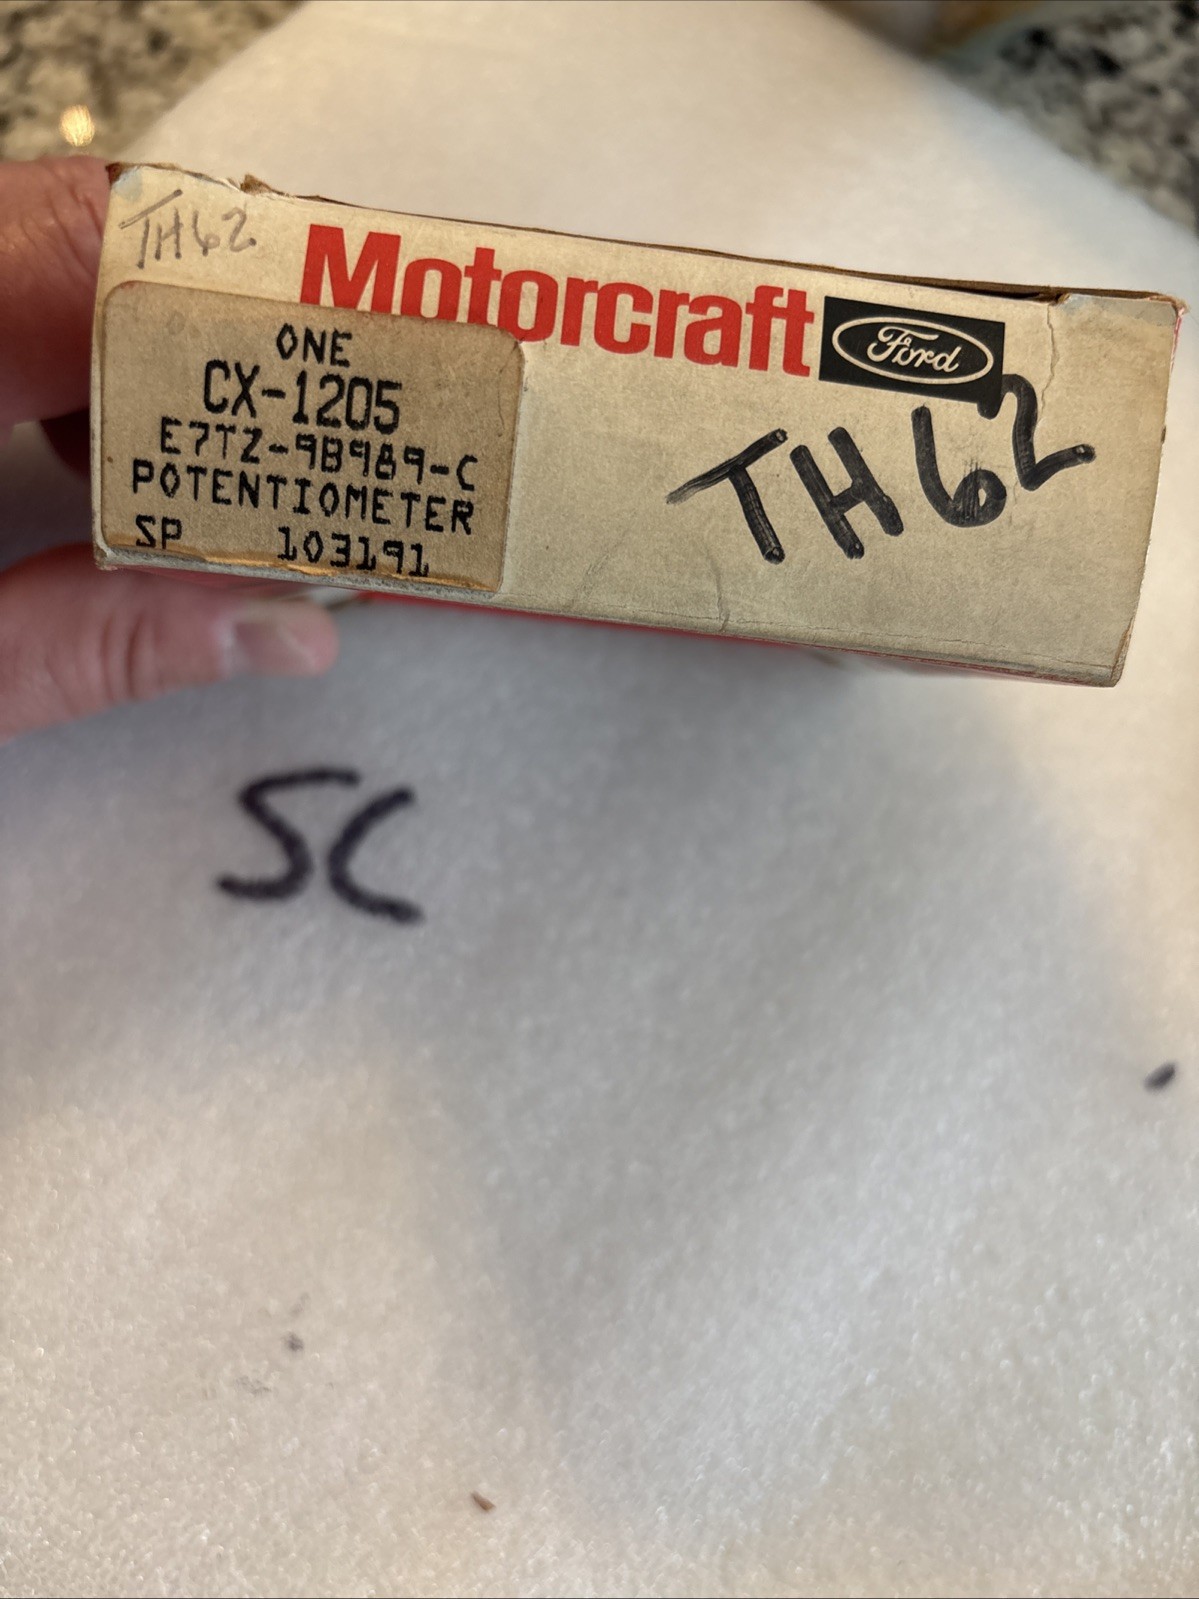 TH62
Motorcraft
Ford
ONE
CX-1205
E7TZ-9B989-C
POTENTIOMETER
SP 103191
TH62
SC